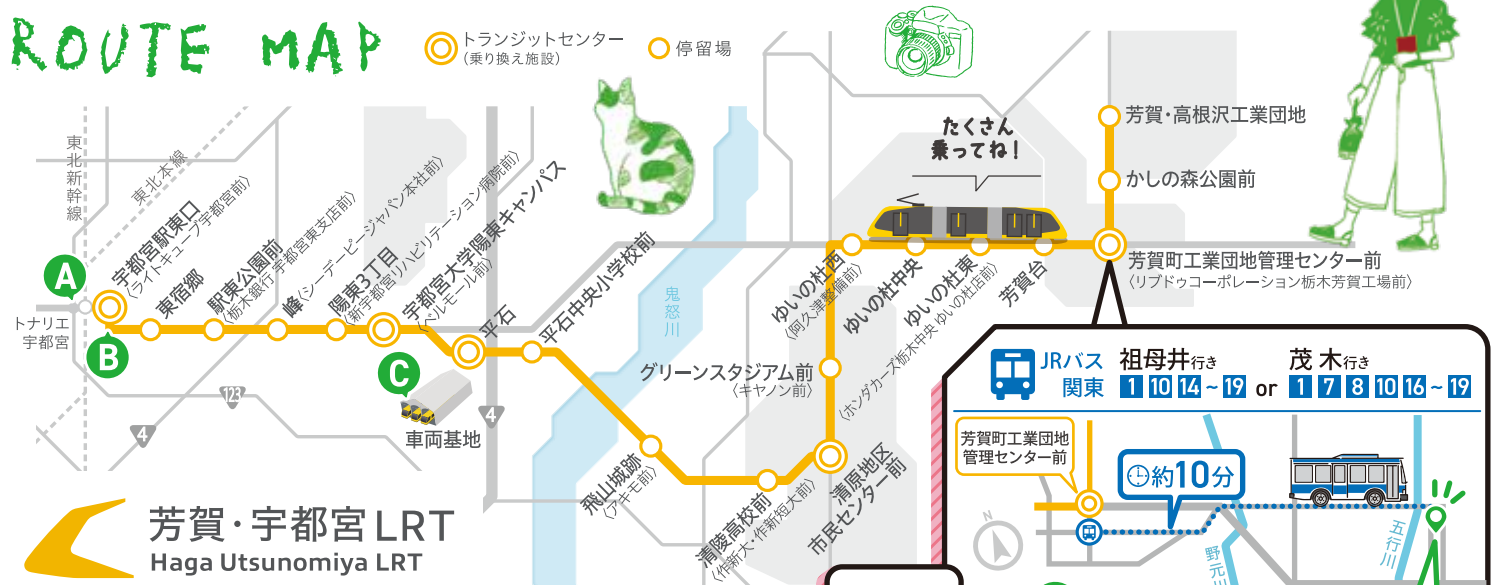 ROUTE MAP
トランジットセンター
(乗り換え施設)
停留場
東北新幹線
東北本線
A
トナリエ
宇都宮
B
宇都宮駅東口
〈ライトキューブ宇都宮前〉
東宿郷
駅東公園前
〈栃木銀行 宇都宮東支店前〉
峰〈シーデーピージャパン本社前〉
陽東3丁目
〈新宇都宮リハビリテーション病院前〉
宇都宮大学陽東キャンパス
〈ベルモール前〉
平石
平石中央小学校前
C
車両基地
123
4
4
鬼怒川
飛山城跡
〈アキモ前〉
清陵高校前
〈作新大・作新短大前〉
清原地区
市民センター前
グリーンスタジアム前
〈キヤノン前〉
ゆいの杜西
〈阿久津整備前〉
ゆいの杜中央
ゆいの杜東
〈ホンダカーズ栃木中央 ゆいの杜店前〉
芳賀台
たくさん
乗ってね!
芳賀町工業団地管理センター前
〈リブドゥコーポレーション栃木芳賀工場前〉
かしの森公園前
芳賀・高根沢工業団地
芳賀・宇都宮LRT
Haga Utsunomiya LRT
JRバス
関東
祖母井行き
1 10 14~19
or
茂木行き
1 7 8 10 16~19
芳賀町工業団地
管理センター前
約10分
N
野元川
五行川